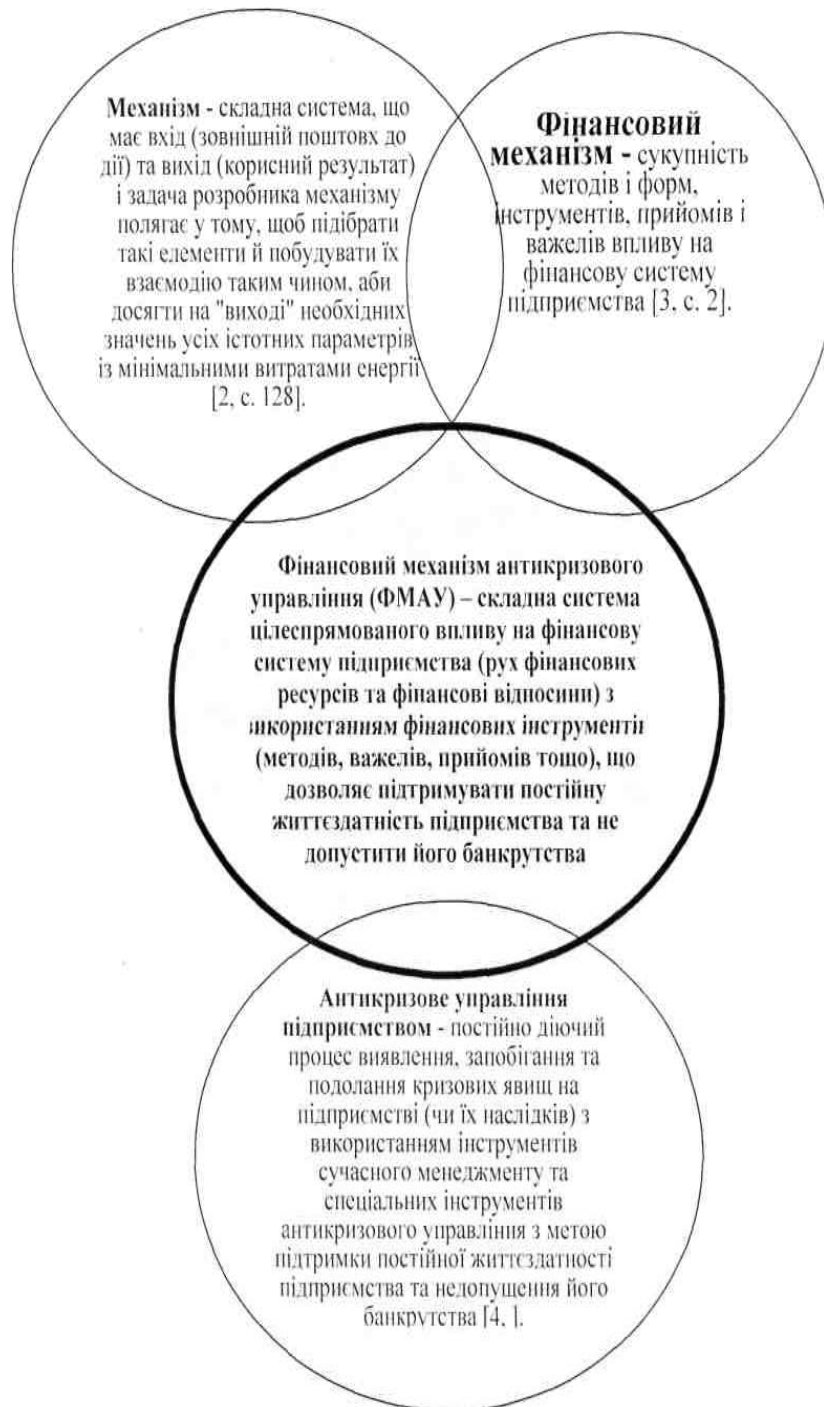 Механізм - складна система, що
має вхід (зовнішній поштовх до
дії) та вихід (корисний результат)
і задача розробника механізму
полягає у тому, щоб підібрати
такі елементи й побудувати їх
взаємодію таким чином, аби
досягти на "виході" необхідних
значень усіх істотних параметрів
із мінімальними витратами енергії
[2, с. 128].
Фінансовий
механізм - сукупність
методів і форм,
інструментів, прийомів і
важелів впливу на
фінансову систему
підприємства [3, с. 2].
Фінансовий механізм антикризового
управління (ФМАУ) – складна система
цілеспрямованого впливу на фінансову
систему підприємства (рух фінансових
ресурсів та фінансові відносини) з
використанням фінансових інструментів
(методів, важелів, прийомів тощо), що
дозволяє підтримувати постійну
життєздатність підприємства та не
допустити його банкрутства
Антикризове управління
підприємством - постійно діючий
процес виявлення, запобігання та
подолання кризових явищ на
підприємстві (чи їх наслідків) з
використанням інструментів
сучасного менеджменту та
спеціальних інструментів
антикризового управління з метою
підтримки постійної життєздатності
підприємства та недопущення його
банкрутства [4, ].